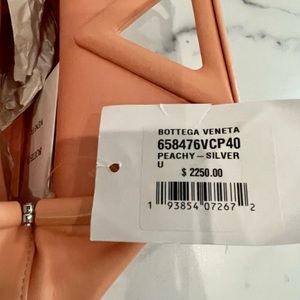 BOTTEGA VENETA
658476VCP40
PEACHY-SILVER
U
$ 2250.00
1 93854 07267 2